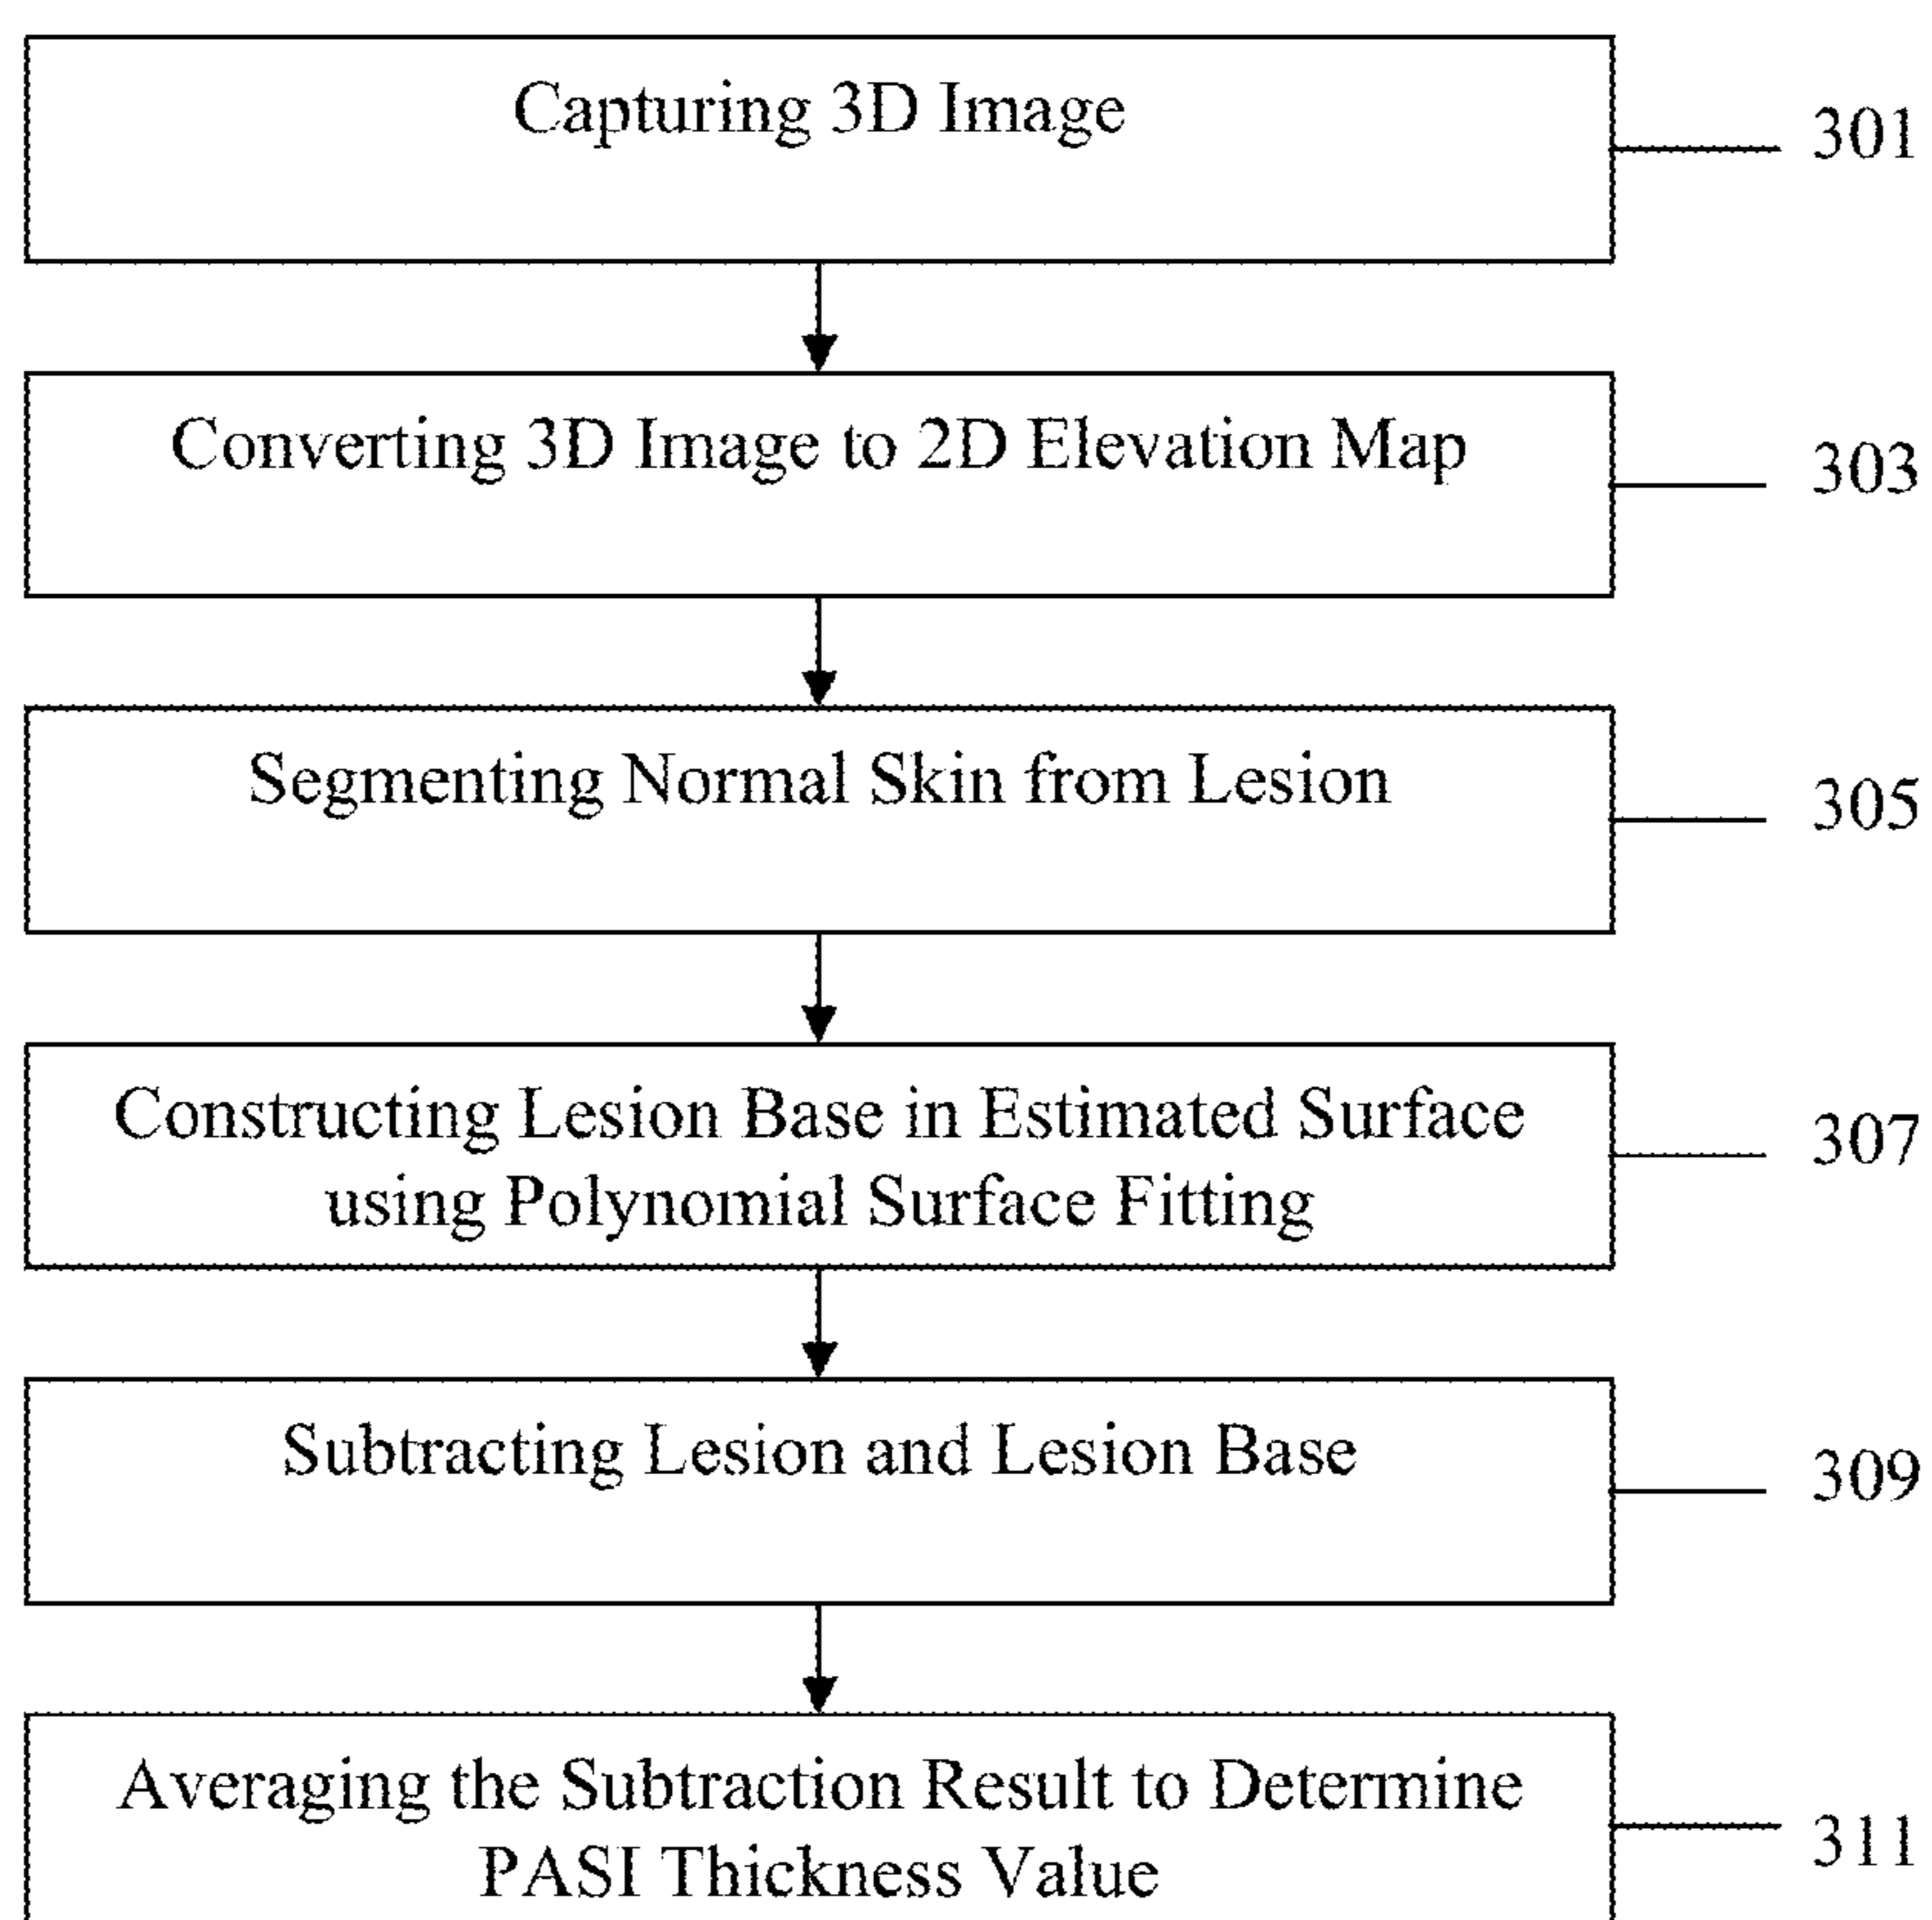 Capturing 3D Image
301
Converting 3D Image to 2D Elevation Map
303
Segmenting Normal Skin from Lesion
305
Constructing Lesion Base in Estimated Surface
using Polynomial Surface Fitting
307
Subtracting Lesion and Lesion Base
309
Averaging the Subtraction Result to Determine
PASI Thickness Value
311